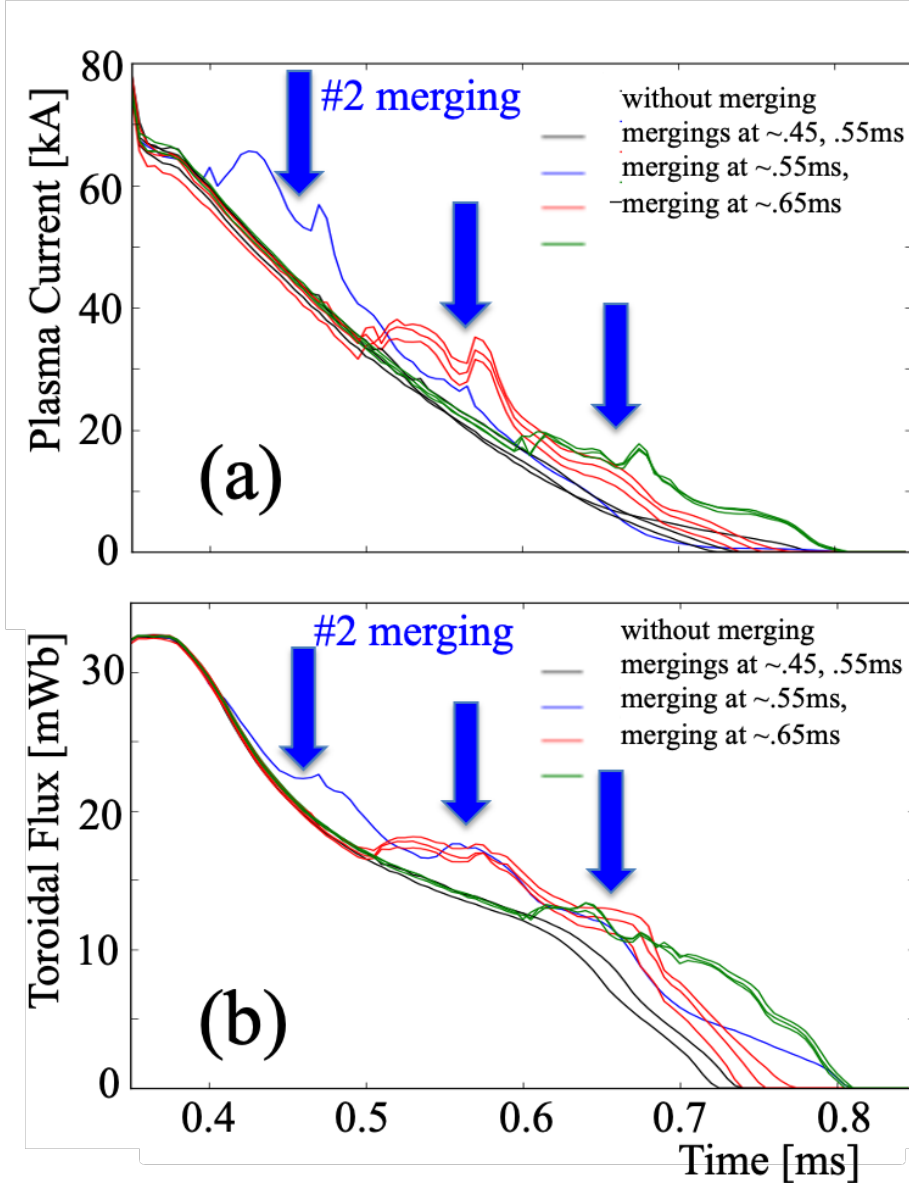 80
#2 merging
without merging
mergings at ~.45, .55ms
merging at ~.55ms,
merging at ~.65ms
60
40
20
0
Plasma Current [kA]
(a)
#2 merging
without merging
mergings at ~.45, .55ms
merging at ~.55ms,
merging at ~.65ms
30
20
10
0
Toroidal Flux [mWb]
(b)
0.4 0.5 0.6 0.7 0.8
Time [ms]